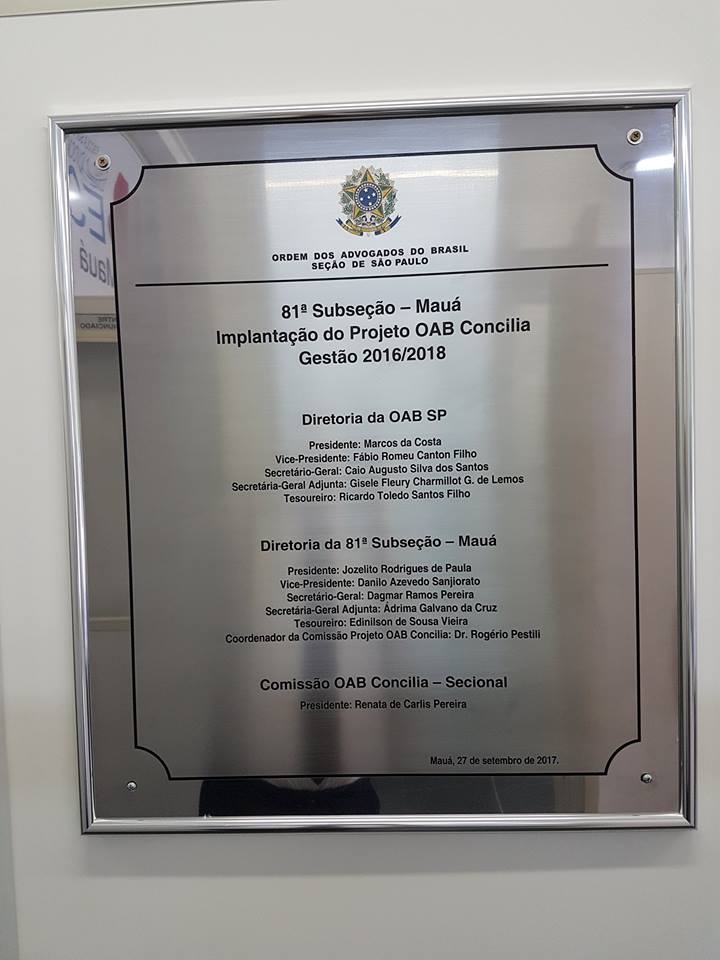 ORDEM DOS ADVOGADOS DO BRASIL
SEÇÃO DE SÃO PAULO
81ª Subseção – Mauá
Implantação do Projeto OAB Concilia
Gestão 2016/2018
Diretoria da OAB SP
Presidente: Marcos da Costa
Vice-Presidente: Fábio Romeu Canton Filho
Secretário-Geral: Caio Augusto Silva dos Santos
Secretária-Geral Adjunta: Gisele Fleury Charmillot G. de Lemos
Tesoureiro: Ricardo Toledo Santos Filho
Diretoria da 81ª Subseção – Mauá
Presidente: Jozelito Rodrigues de Paula
Vice-Presidente: Danilo Azevedo Sanjiorato
Secretário-Geral: Dagmar Ramos Pereira
Secretária-Geral Adjunta: Ádrima Galvano da Cruz
Tesoureiro: Edinilson de Sousa Vieira
Coordenador da Comissão Projeto OAB Concilia: Dr. Rogério Pestili
Comissão OAB Concilia – Secional
Presidente: Renata de Carlis Pereira
Mauá, 27 de setembro de 2017.
Mauá